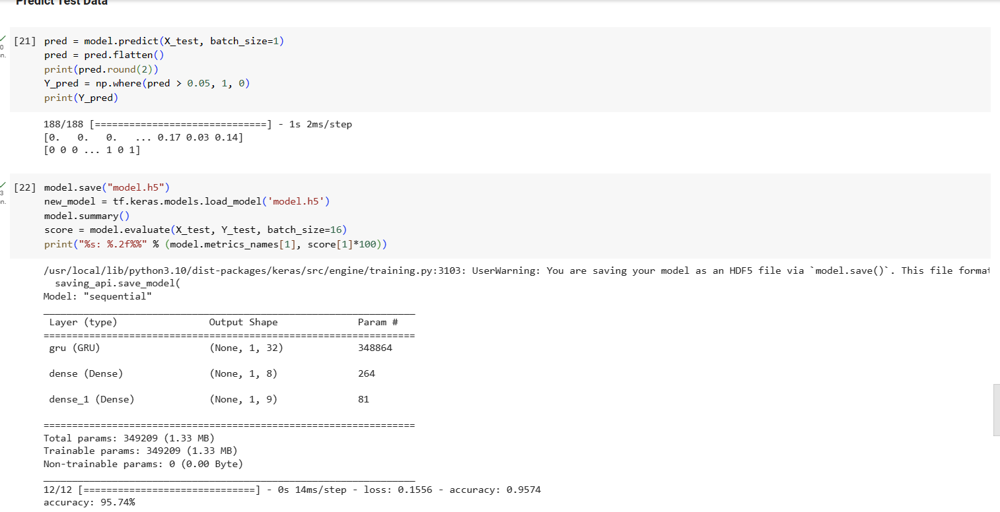 Predict Test Data
[21] pred = model.predict(X_test, batch_size=1)
pred = pred.flatten()
print(pred.round(2))
Y_pred = np.where(pred > 0.05, 1, 0)
print(Y_pred)
188/188 [==============================] - 1s 2ms/step
[0.   0.   0.   ... 0.17 0.03 0.14]
[0 0 0 ... 1 0 1]
[22] model.save("model.h5")
new_model = tf.keras.models.load_model('model.h5')
model.summary()
score = model.evaluate(X_test, Y_test, batch_size=16)
print("%s: %.2f%%" % (model.metrics_names[1], score[1]*100))
/usr/local/lib/python3.10/dist-packages/keras/src/engine/training.py:3103: UserWarning: You are saving your model as an HDF5 file via `model.save()`. This file format
saving_api.save_model(
Model: "sequential"
_________________________________________________________________
Layer (type) Output Shape Param #
=================================================================
gru (GRU) (None, 1, 32) 348864
dense (Dense) (None, 1, 8) 264
dense_1 (Dense) (None, 1, 9) 81
=================================================================
Total params: 349209 (1.33 MB)
Trainable params: 349209 (1.33 MB)
Non-trainable params: 0 (0.00 Byte)
_________________________________________________________________
12/12 [==============================] - 0s 14ms/step - loss: 0.1556 - accuracy: 0.9574
accuracy: 95.74%